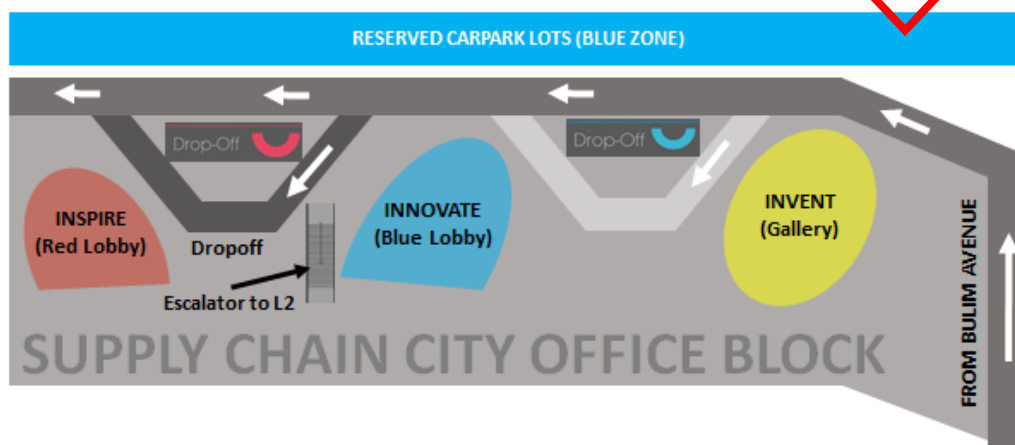 RESERVED CARPARK LOTS (BLUE ZONE)
Drop-Off
Drop-Off
INSPIRE
(Red Lobby)
Dropoff
Escalator to L2
INNOVATE
(Blue Lobby)
INVENT
(Gallery)
FROM BULIM AVENUE
SUPPLY CHAIN CITY OFFICE BLOCK